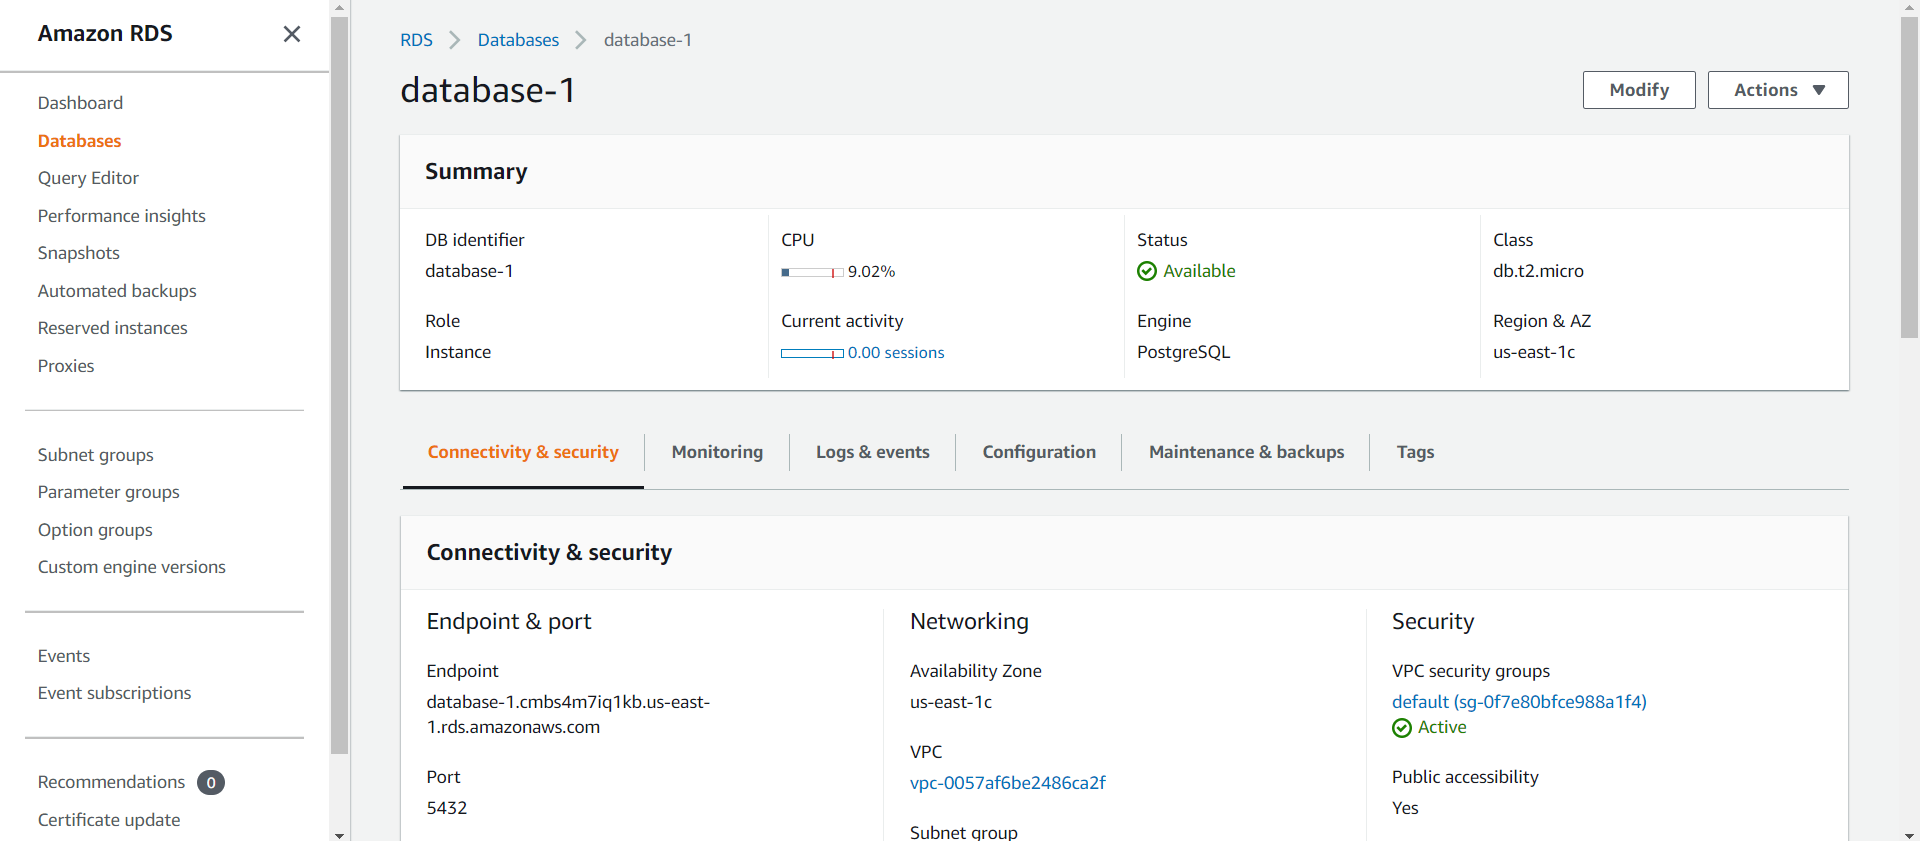 Amazon RDS
Dashboard
Databases
Query Editor
Performance insights
Snapshots
Automated backups
Reserved instances
Proxies
Subnet groups
Parameter groups
Option groups
Custom engine versions
Events
Event subscriptions
Recommendations 0
Certificate update
RDS Databases database-1
database-1
Modify Actions
Summary
DB identifier CPU Status Class
database-1 9.02% Available db.t2.micro
Role Current activity Engine Region & AZ
Instance 0.00 sessions PostgreSQL us-east-1c
Connectivity & security Monitoring Logs & events Configuration Maintenance & backups Tags
Connectivity & security
Endpoint & port
Endpoint
database-1.cmbs4m7iq1kb.us-east-
1.rds.amazonaws.com
Port
5432
Networking
Availability Zone
us-east-1c
VPC
vpc-0057af6be2486ca2f
Subnet group
Security
VPC security groups
default (sg-0f7e80bfce988a1f4)
Active
Public accessibility
Yes